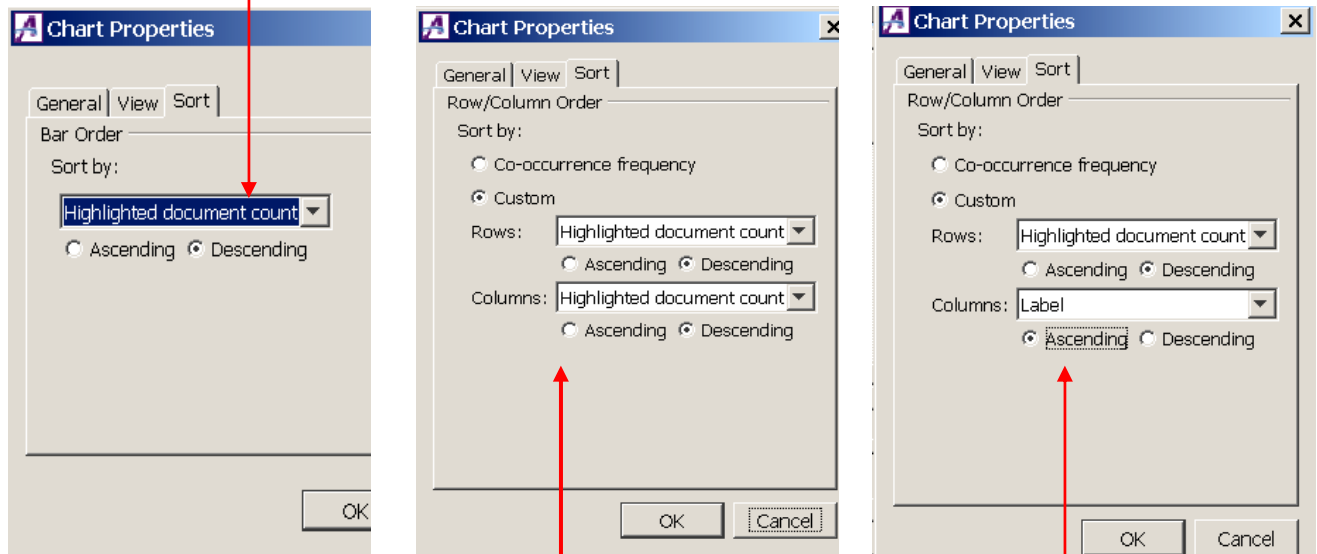 Chart Properties
General View Sort
Bar Order
Sort by:
Highlighted document count
Ascending Descending
OK
Chart Properties
General View Sort
Row/Column Order
Sort by:
Co-occurrence frequency
Custom
Rows: Highlighted document count
Ascending Descending
Columns: Highlighted document count
Ascending Descending
OK Cancel
Chart Properties
General View Sort
Row/Column Order
Sort by:
Co-occurrence frequency
Custom
Rows: Highlighted document count
Ascending Descending
Columns: Label
Ascending Descending
OK Cancel